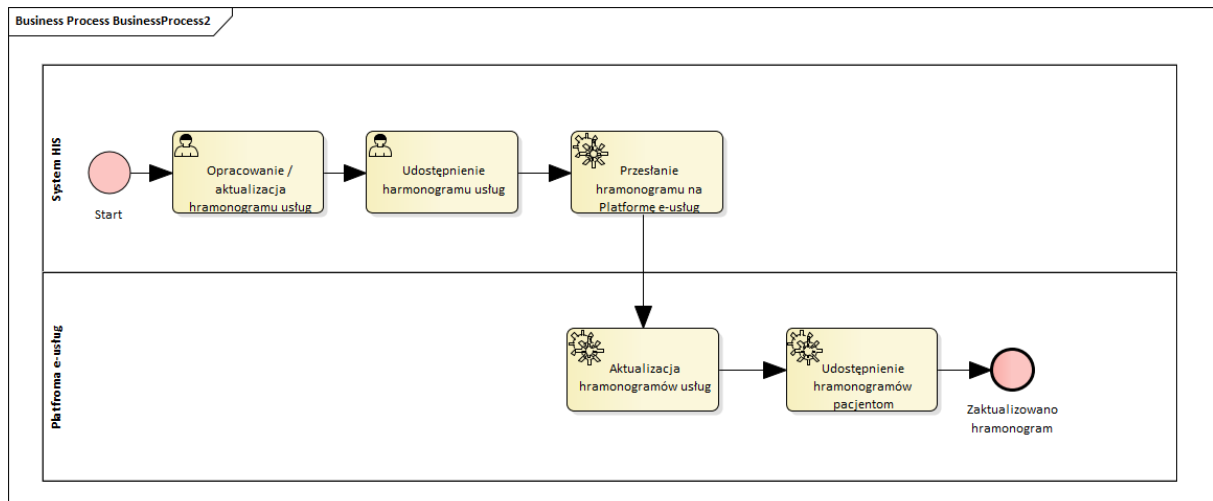 Business Process BusinessProcess2
System HIS
Start
Opracowanie /
aktualizacja
hramonogramu usług
Udostępnienie
harmonogramu usług
Przesłanie
hramonogramu na
Platformę e-usług
Platfroma e-usług
Aktualizacja
hramonogramów usług
Udostępnienie
hramonogramów
pacjentom
Zaktualizowano
hramonogram